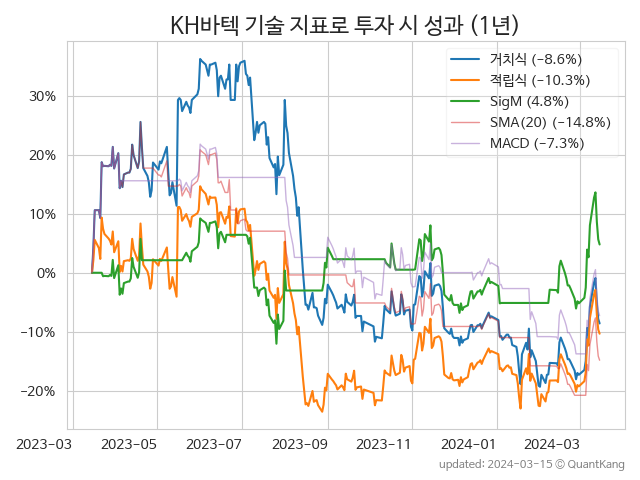 KH바텍 기술 지표로 투자 시 성과 (1년)
거치식 (−8.6%)
적립식 (−10.3%)
SigM (4.8%)
SMA(20) (−14.8%)
MACD (−7.3%)
30%
20%
10%
0%
−10%
−20%
2023−03 2023−05 2023−07 2023−09 2023−11 2024−01 2024−03
updated: 2024−03−15 ⓒ QuantKang